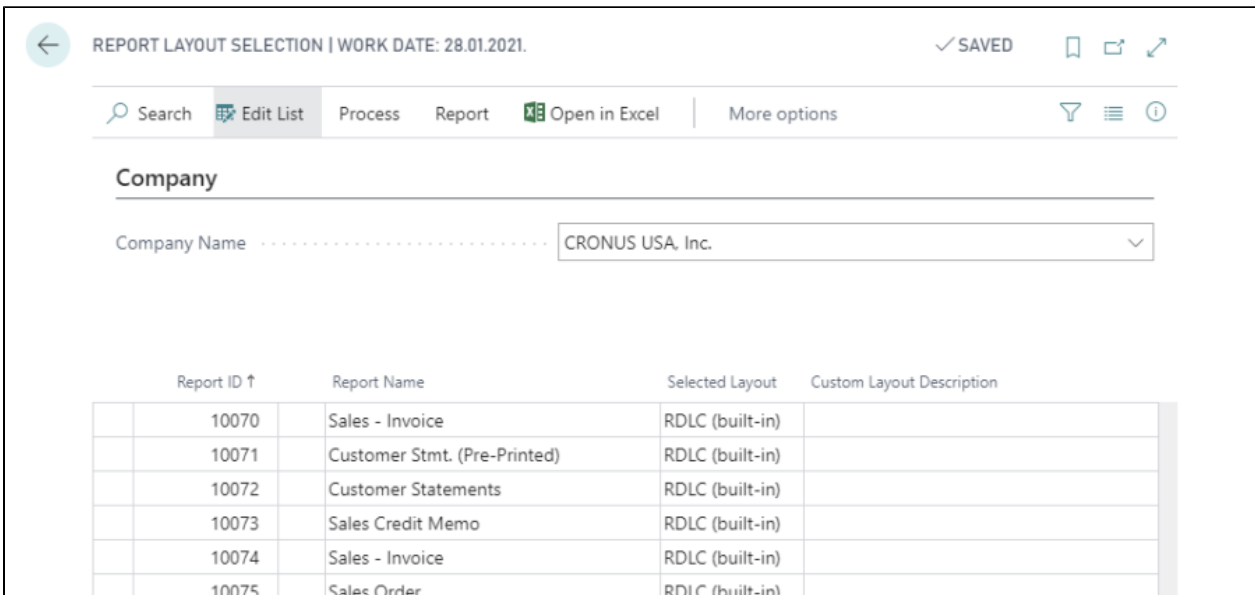 REPORT LAYOUT SELECTION | WORK DATE: 28.01.2021. SAVED
Search Edit List Process Report Open in Excel More options
Company
Company Name CRONUS USA, Inc.
Report ID ↑ Report Name Selected Layout Custom Layout Description
10070 Sales - Invoice RDLC (built-in)
10071 Customer Stmt. (Pre-Printed) RDLC (built-in)
10072 Customer Statements RDLC (built-in)
10073 Sales Credit Memo RDLC (built-in)
10074 Sales - Invoice RDLC (built-in)
10075 Sales Order RDLC (built-in)